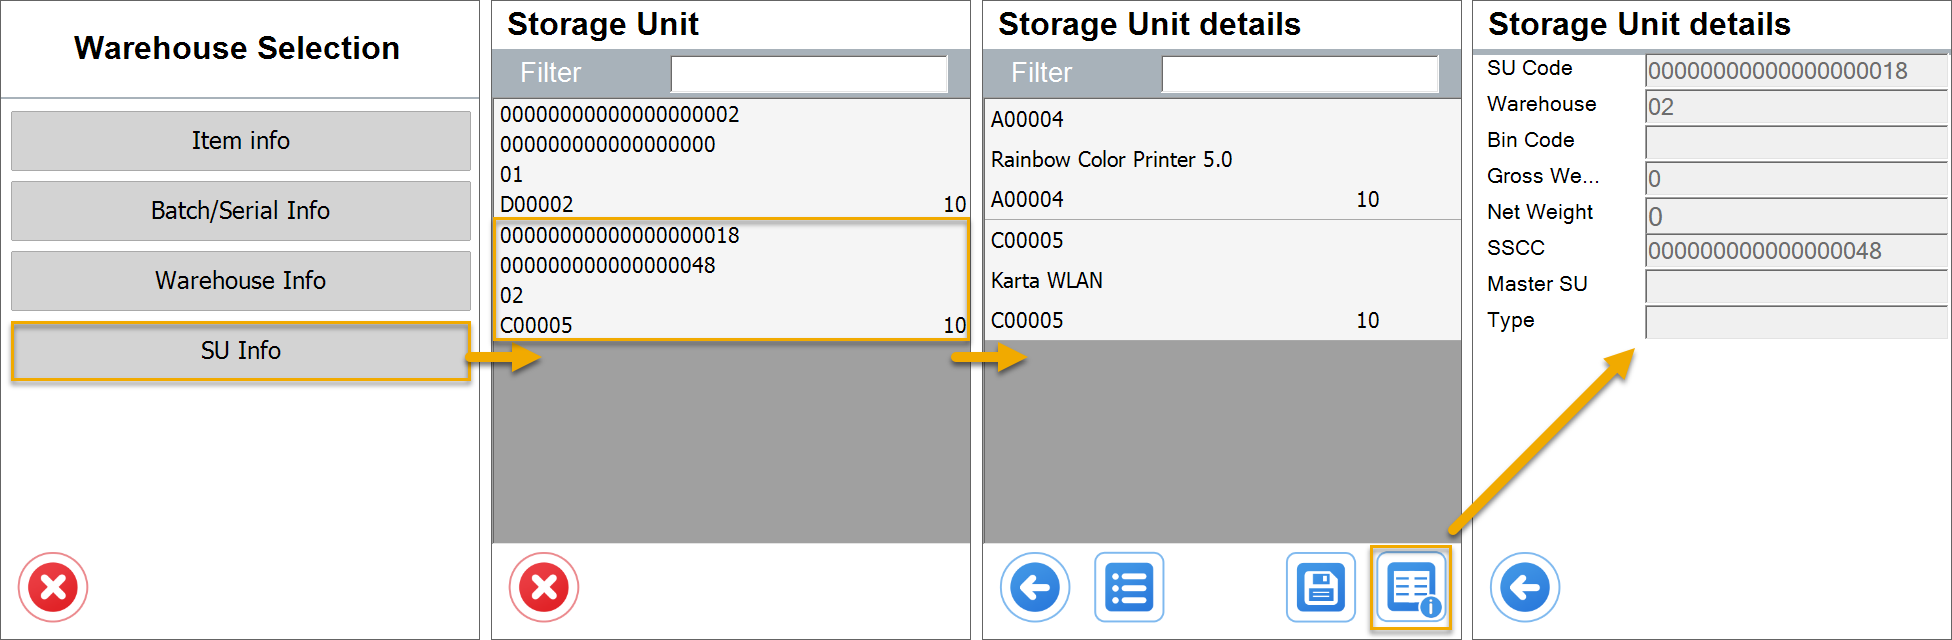 Warehouse Selection
Item info
Batch/Serial Info
Warehouse Info
SU Info
Storage Unit
Filter
00000000000000000002
000000000000000000
01
D00002 10
00000000000000000018
000000000000000048
02
C00005 10
Storage Unit details
Filter
A00004
Rainbow Color Printer 5.0
A00004 10
C00005
Karta WLAN
C00005 10
Storage Unit details
SU Code 00000000000000000018
Warehouse 02
Bin Code
Gross We... 0
Net Weight 0
SSCC 000000000000000048
Master SU
Type